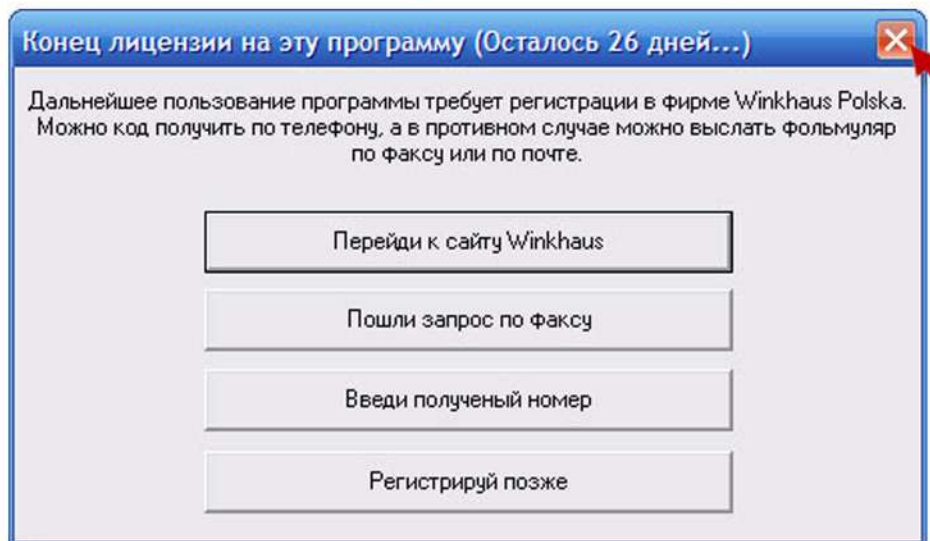 Конец лицензии на эту программу (Осталось 26 дней...)
Дальнейшее пользование программы требует регистрации в фирме Winkhaus Polska.
Можно код получить по телефону, а в противном случае можно выслать фольмуляр
по факсу или по почте.
Перейди к сайту Winkhaus
Пошли запрос по факсу
Введи полученый номер
Регистрируй позже